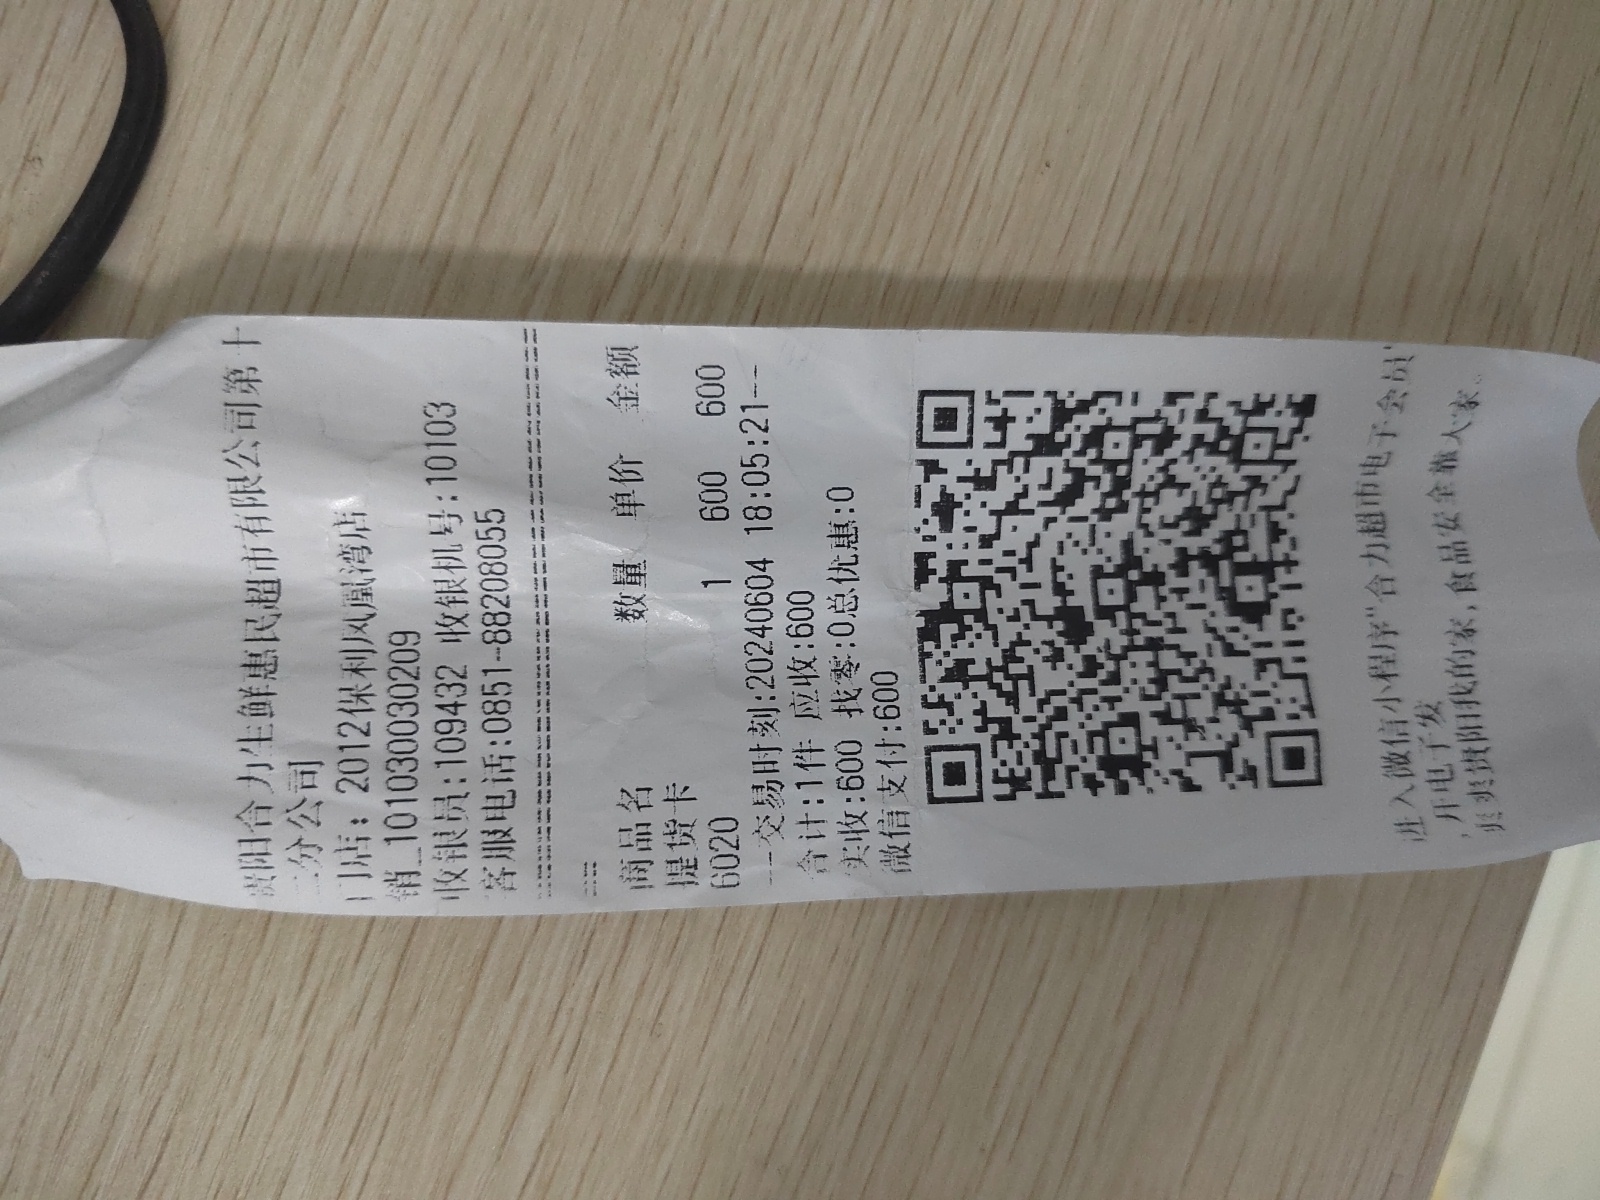 贵阳合力生鲜惠民超市有限公司第十
二分公司
门店：2012保利凤凰湾店
销_1010300030209
收银员:109432 收银机号:10103
客服电话:0851-88208055
商品名 数量 单价 金额
提货卡
6020 1 600 600
--交易时刻:20240604 18:05:21--
合计:1件 应收:600
实收:600 找零:0总优惠:0
微信支付:600
进入微信小程序"合力超市电子会员"
,开电子发
爽爽贵阳我的家,食品安全靠大家。